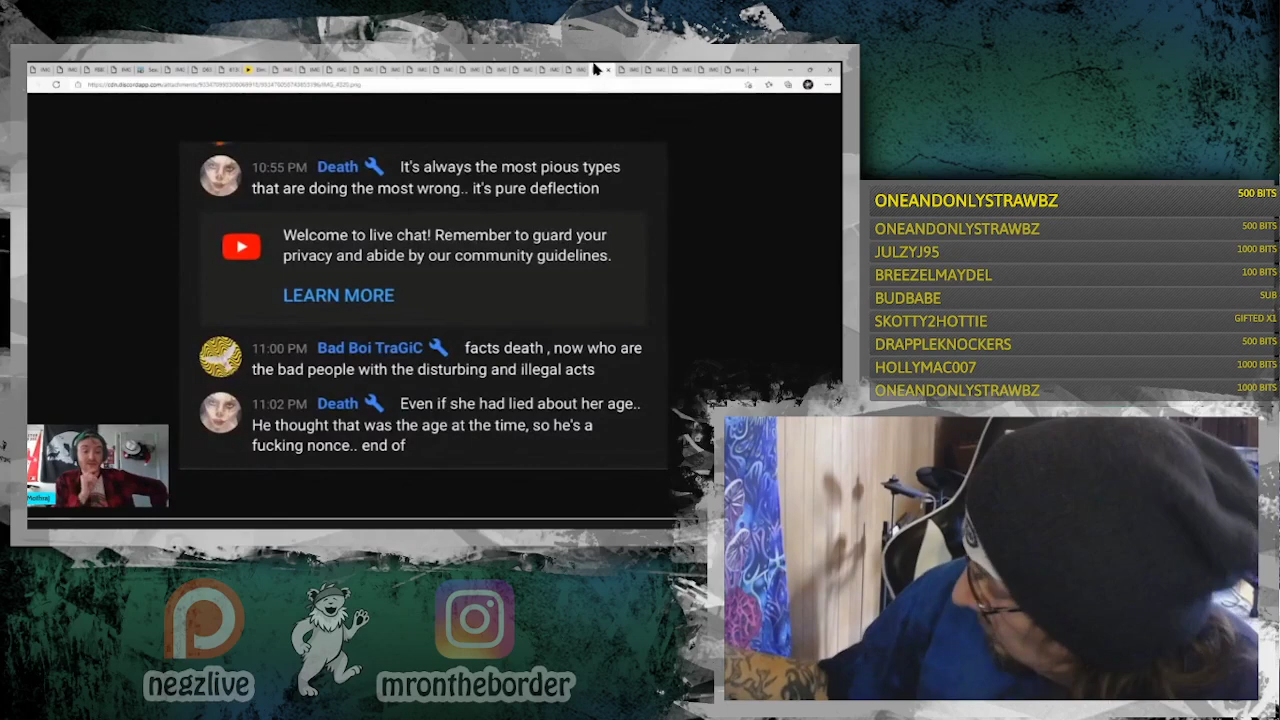 https://cdn.discordapp.com/attachments/
10:55 PM Death It's always the most pious types
that are doing the most wrong.. it's pure deflection
Welcome to live chat! Remember to guard your
privacy and abide by our community guidelines.
LEARN MORE
11:00 PM Bad Boi TraGiC facts death , now who are
the bad people with the disturbing and illegal acts
11:02 PM Death Even if she had lied about her age..
He thought that was the age at the time, so he's a
fucking nonce.. end of
ONEANDONLYSTRAWBZ 500 BITS
ONEANDONLYSTRAWBZ 500 BITS
JULZYJ95 1000 BITS
BREEZELMAYDEL 100 BITS
BUDBABE SUB
SKOTTY2HOTTIE GIFTED X1
DRAPPLEKNOCKERS 500 BITS
HOLLYMAC007 1000 BITS
ONEANDONLYSTRAWBZ 1000 BITS
negzlive
mrontheborder